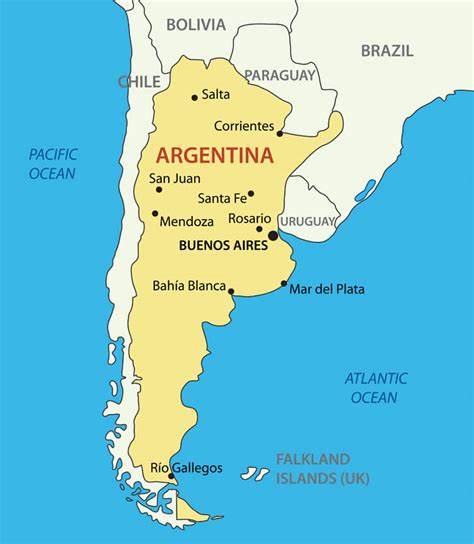 BOLIVIA
BRAZIL
PARAGUAY
CHILE
Salta
Corrientes
PACIFIC
OCEAN
ARGENTINA
San Juan
Santa Fe
Mendoza
Rosario
URUGUAY
BUENOS AIRES
Bahía Blanca
Mar del Plata
ATLANTIC
OCEAN
Río Gallegos
FALKLAND
ISLANDS (UK)